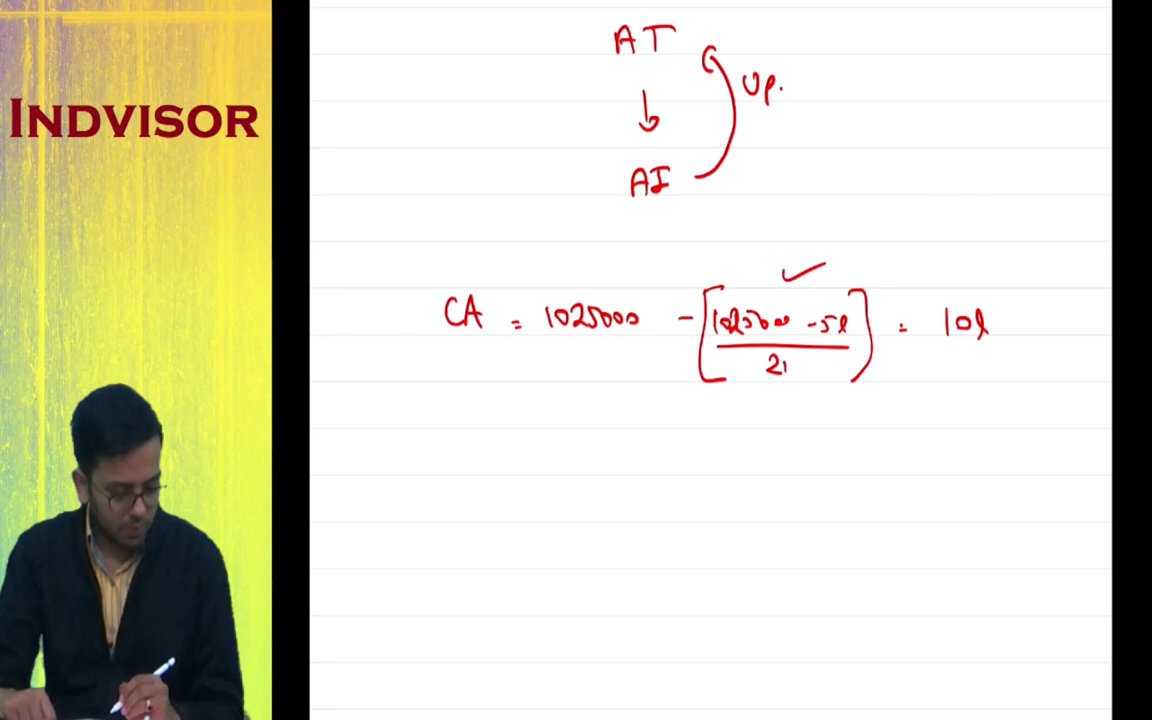 INDVISOR
AT
Up.
↓
AI
CA = 1025000 - [1025000 - 5l / 21] = 10l